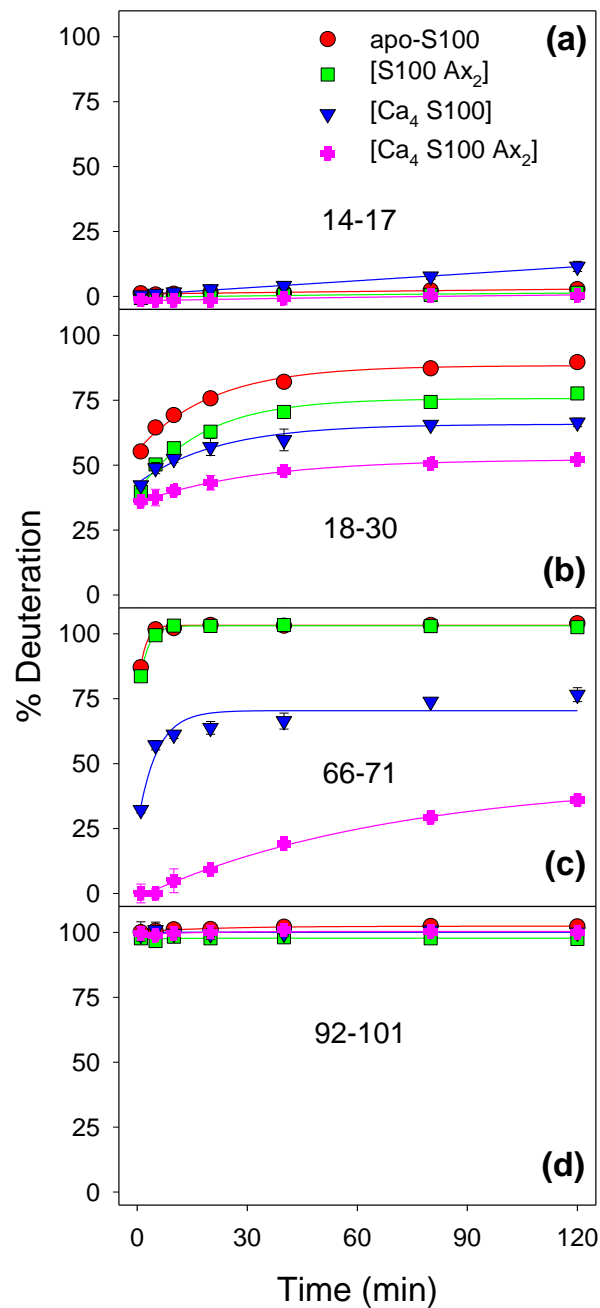 100
75
50
25
0
apo-S100
[S100 Ax₂]
[Ca₄ S100]
[Ca₄ S100 Ax₂]
(a)
14-17
100
75
50
25
0
18-30
(b)
% Deuteration
100
75
50
25
0
66-71
(c)
100
75
50
25
0
92-101
(d)
0 30 60 90 120
Time (min)